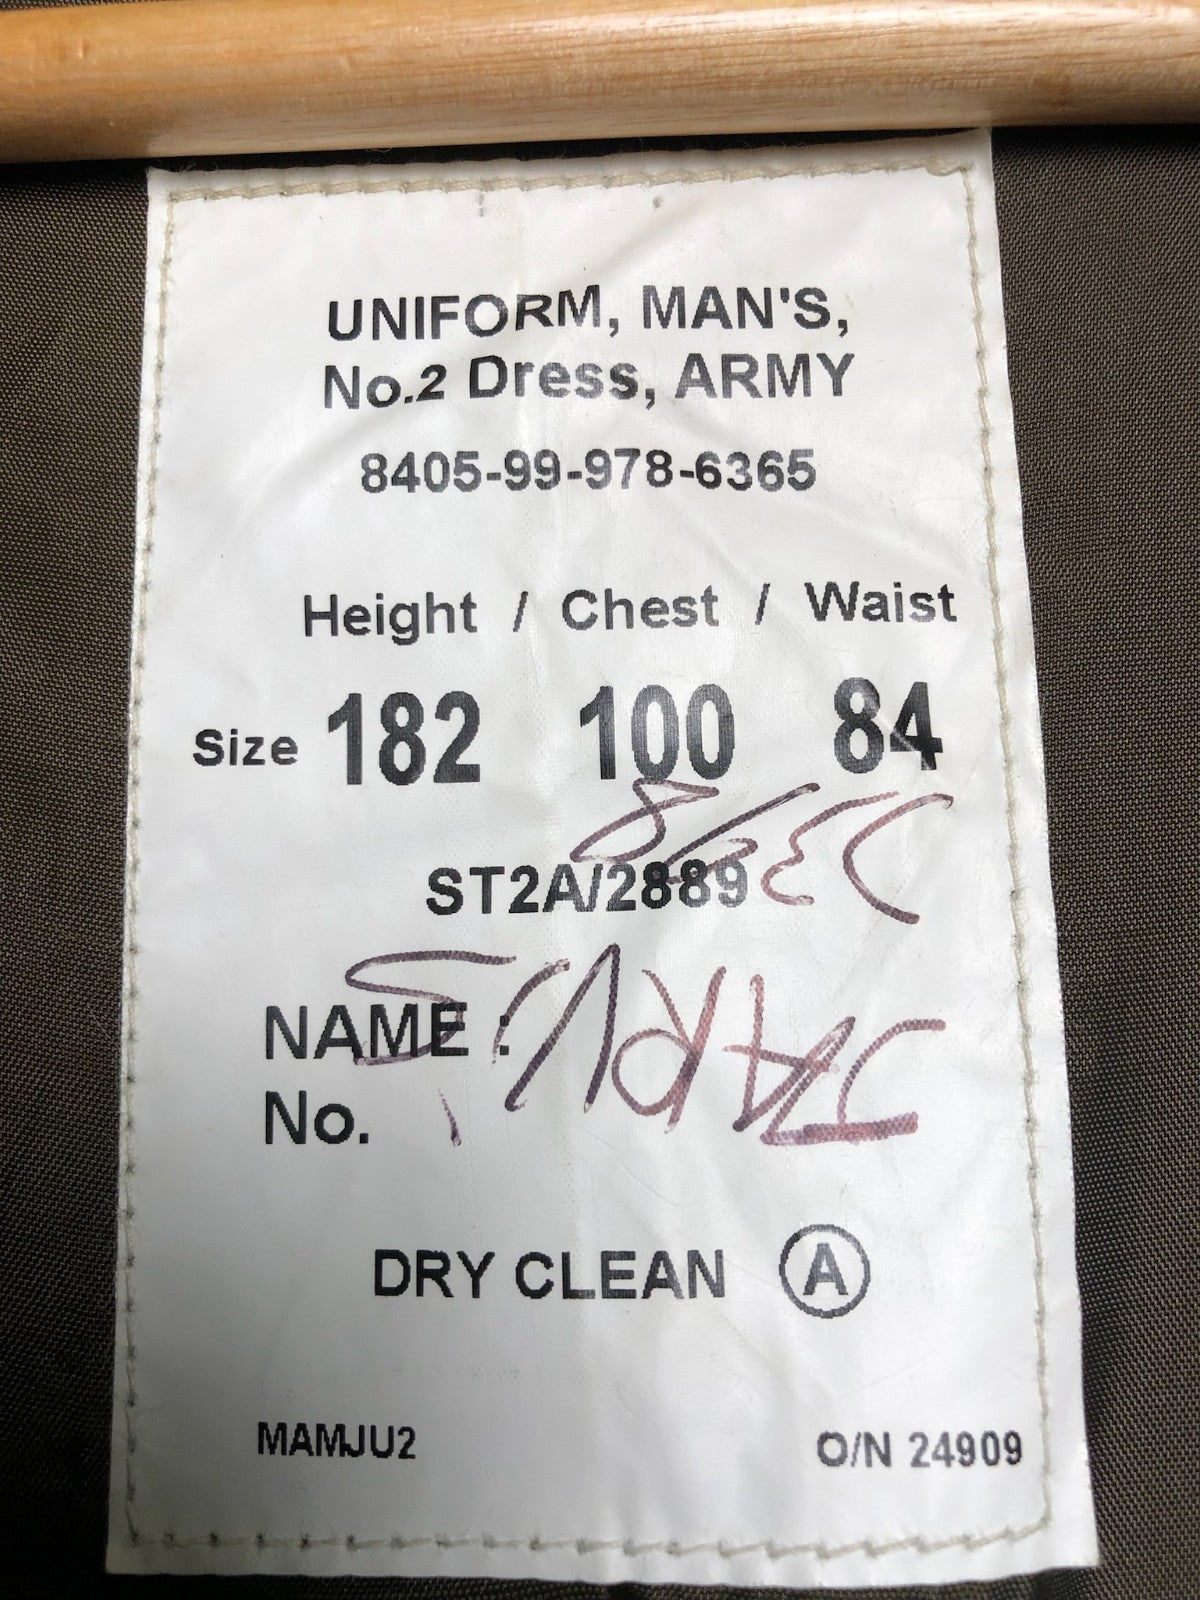 UNIFORM, MAN'S,
No.2 Dress, ARMY
8405-99-978-6365
Height / Chest / Waist
Size 182 100 84
ST2A/2889
NAME :
No.
JARVIS
DRY CLEAN A
MAMJU2
O/N 24909